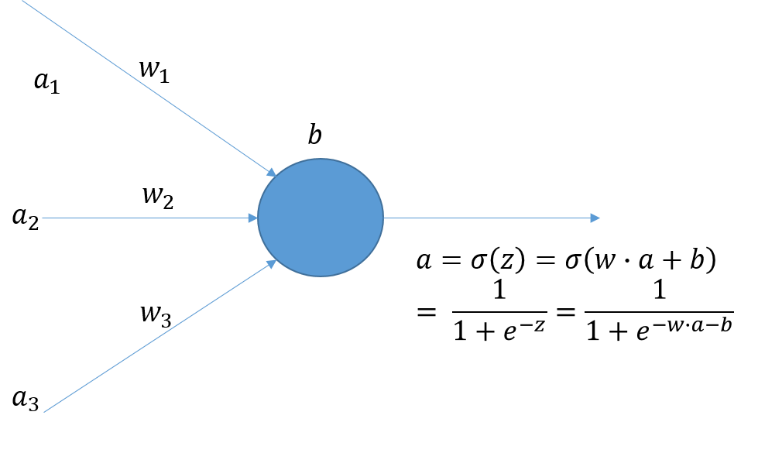 w₁
a₁
b
w₂
a₂
a = σ(z) = σ(w · a + b)
= 1/(1 + e^{−z}) = 1/(1 + e^{−w·a−b})
w₃
a₃